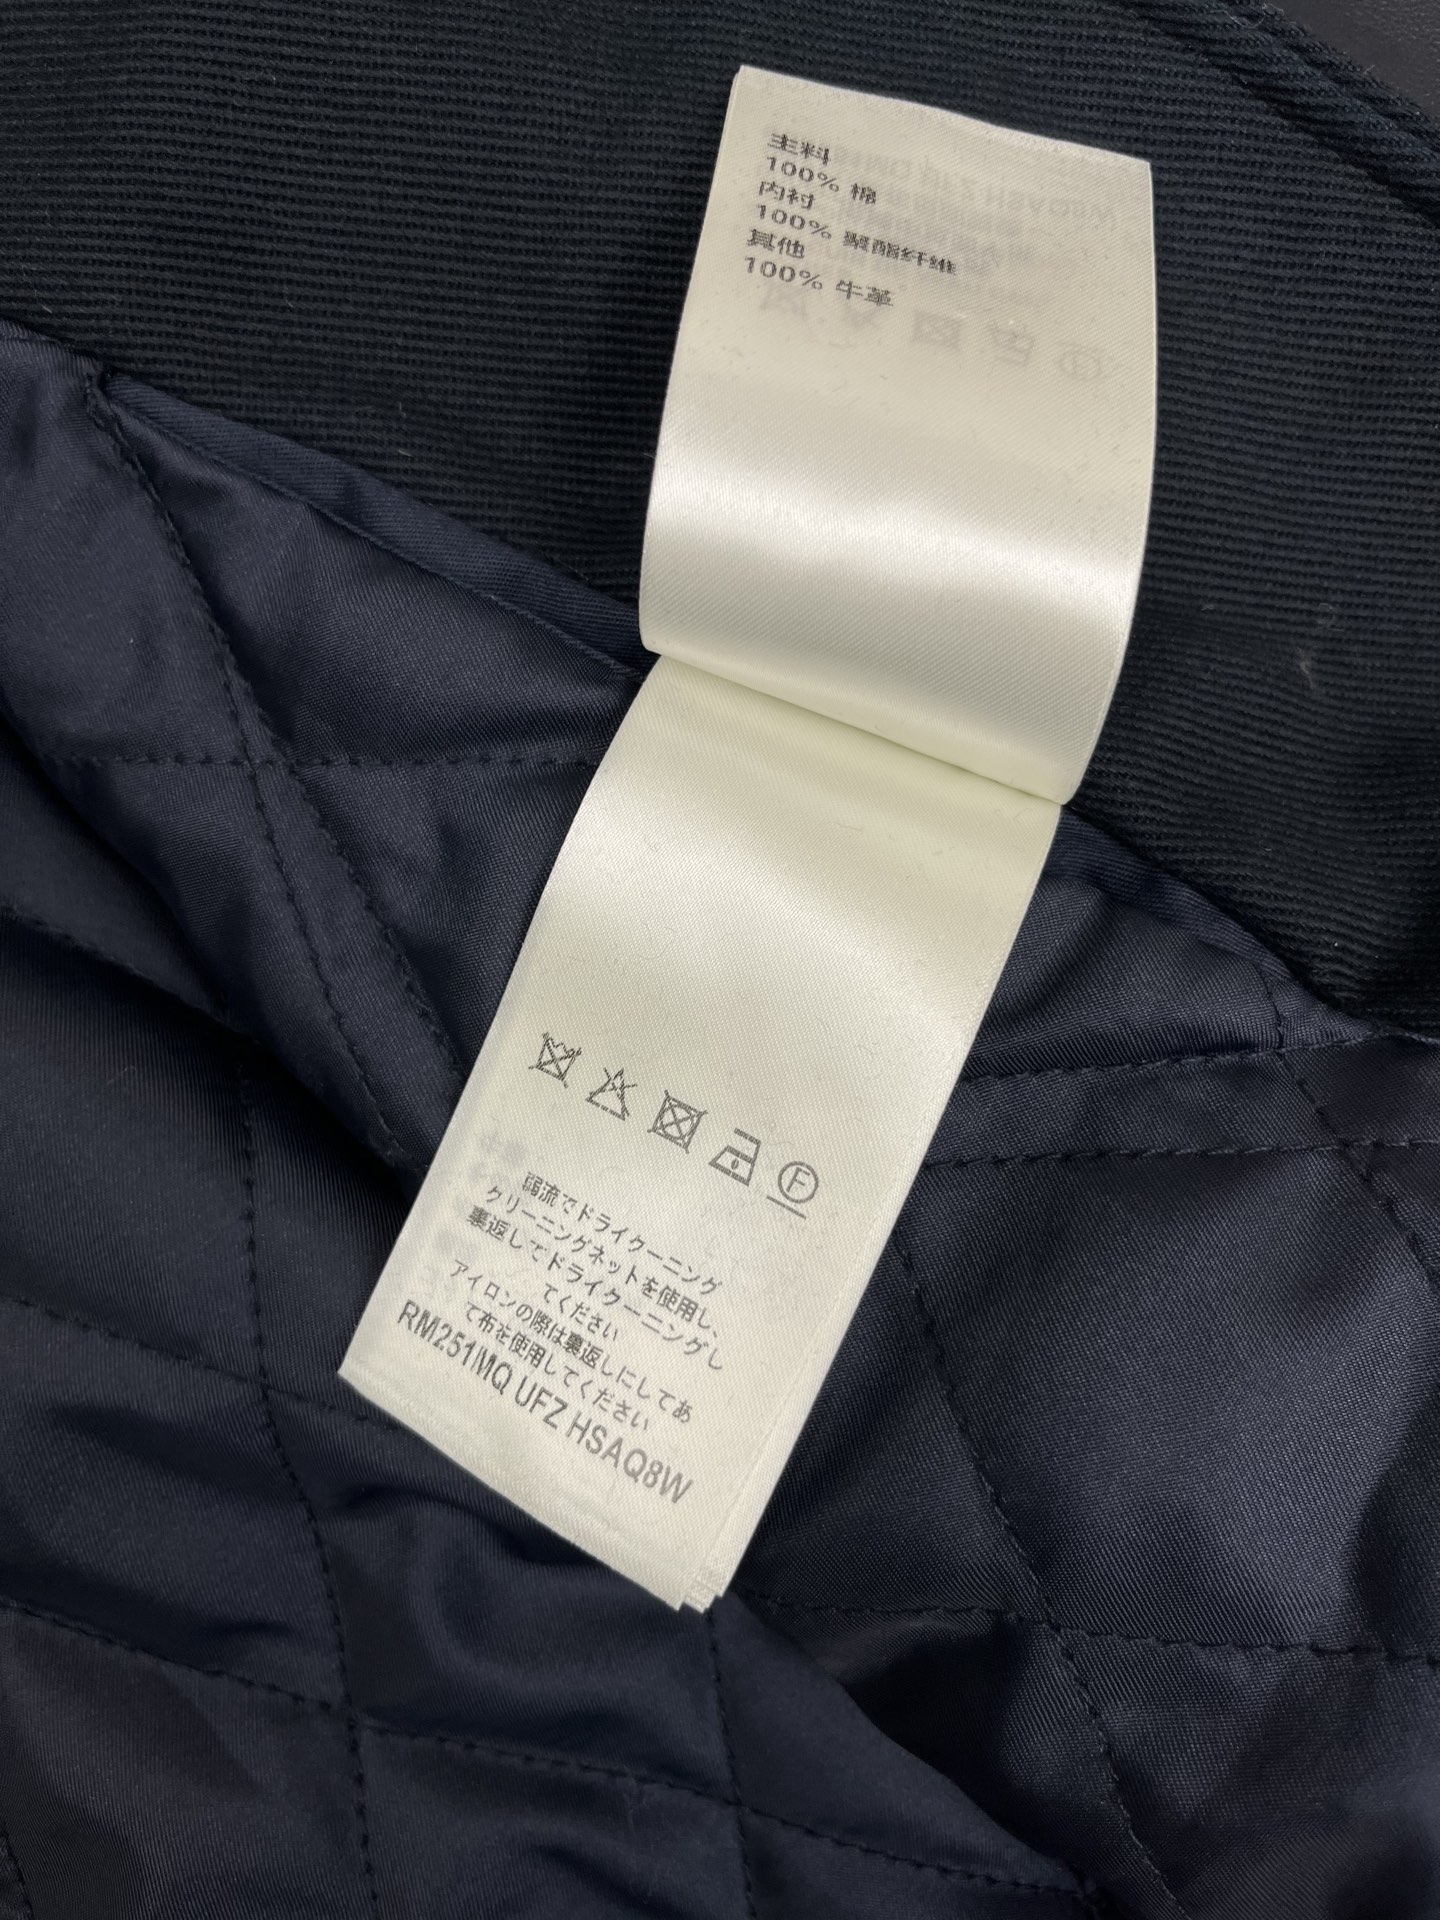 主料
100% 棉
内衬
100% 聚酯纤维
其他
100% 牛革
F
弱流でドライクーニング
クリーニングネットを使用し、
裏返してドライクーニングし
てください
アイロンの際は裏返しにしてあ
て布を使用してください
RM251MQ UFZ HSAQ8W